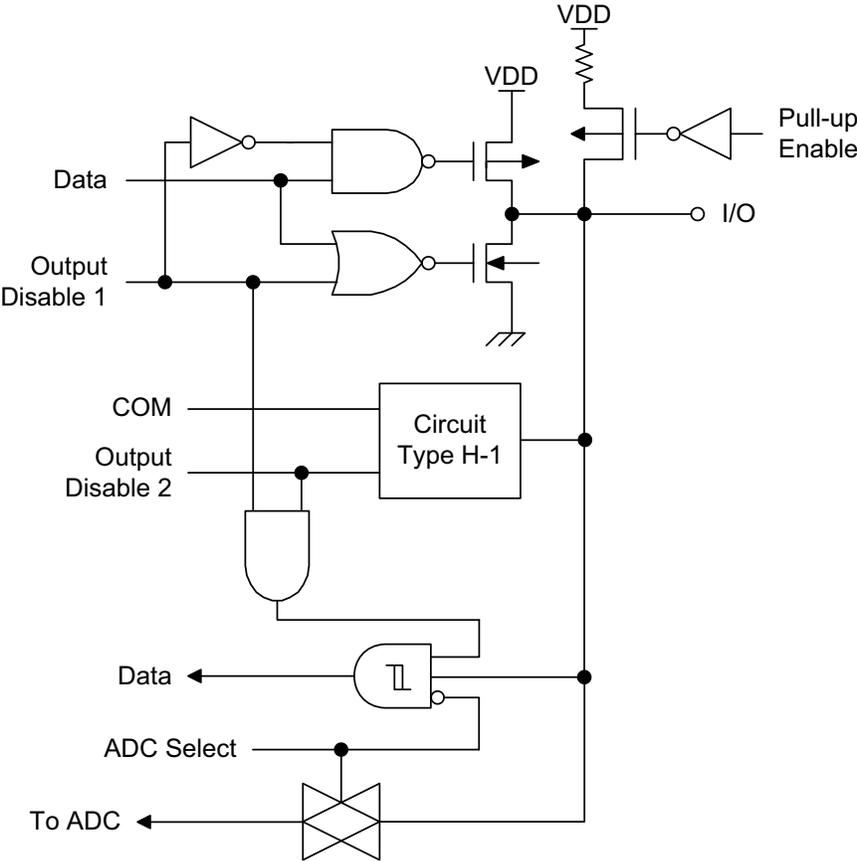 VDD
VDD
Pull-up
Enable
Data
I/O
Output
Disable 1
COM
Circuit
Type H-1
Output
Disable 2
Data
ADC Select
To ADC